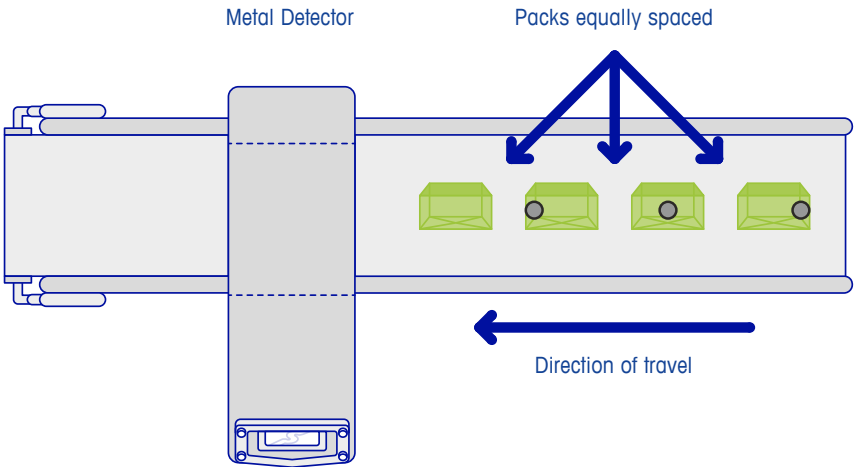 Metal Detector
Packs equally spaced
Direction of travel